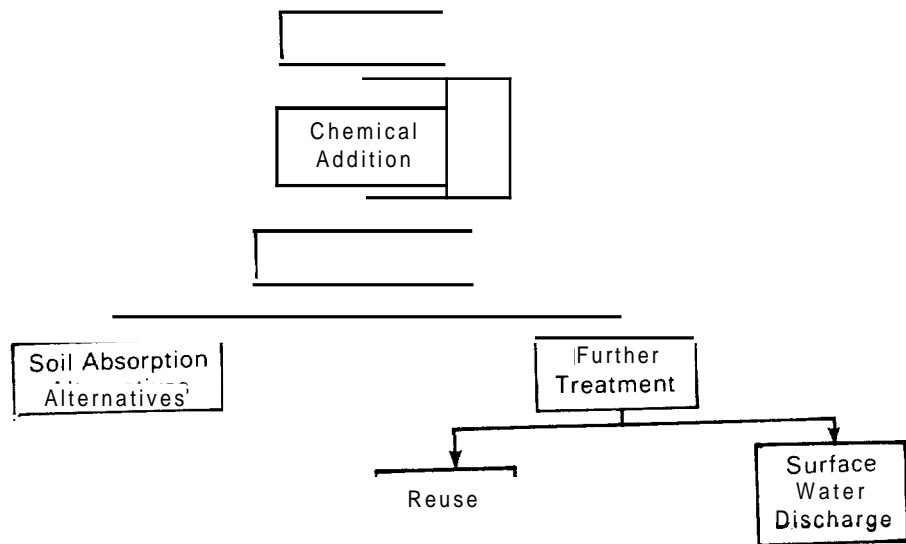 Chemical
Addition
Soil Absorption
Alternatives
Further
Treatment
Reuse
Surface
Water
Discharge